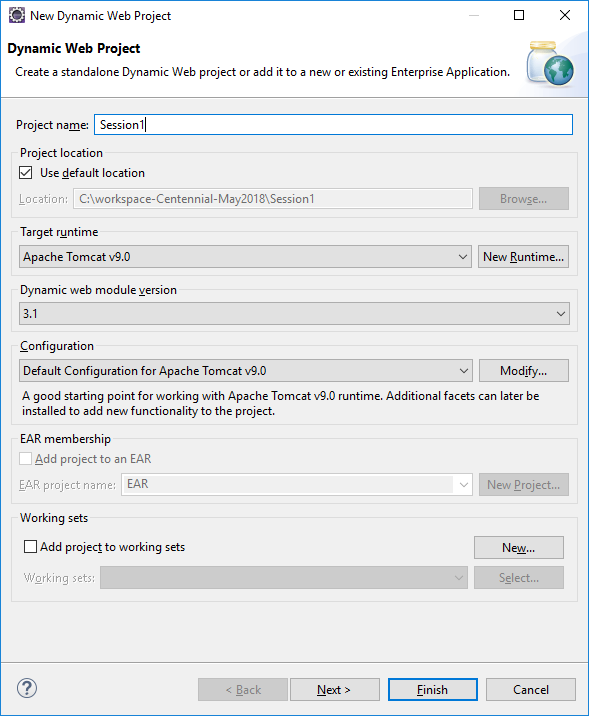 New Dynamic Web Project
Dynamic Web Project
Create a standalone Dynamic Web project or add it to a new or existing Enterprise Application.
Project name: Session1
Project location
Use default location
Location: C:\workspace-Centennial-May2018\Session1 Browse...
Target runtime
Apache Tomcat v9.0 New Runtime...
Dynamic web module version
3.1
Configuration
Default Configuration for Apache Tomcat v9.0 Modify...
A good starting point for working with Apache Tomcat v9.0 runtime. Additional facets can later be
installed to add new functionality to the project.
EAR membership
Add project to an EAR
EAR project name: EAR New Project...
Working sets
Add project to working sets New...
Working sets: Select...
? < Back Next > Finish Cancel